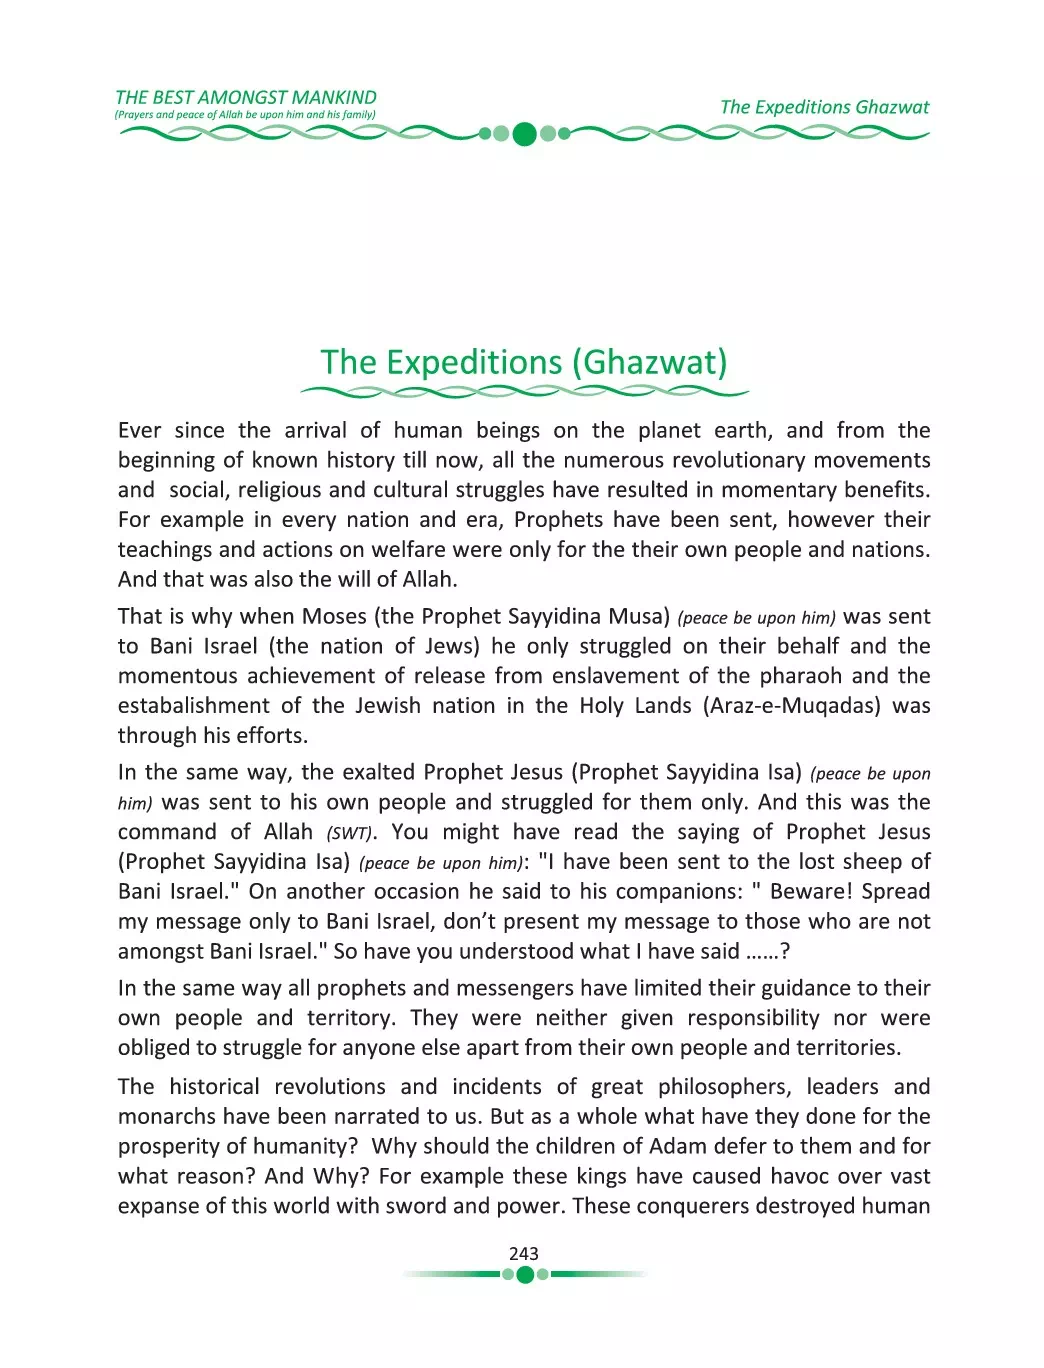 THE BEST AMONGST MANKIND
(Prayers and peace of Allah be upon him and his family)
The Expeditions Ghazwat
The Expeditions (Ghazwat)
Ever since the arrival of human beings on the planet earth, and from the
beginning of known history till now, all the numerous revolutionary movements
and social, religious and cultural struggles have resulted in momentary benefits.
For example in every nation and era, Prophets have been sent, however their
teachings and actions on welfare were only for the their own people and nations.
And that was also the will of Allah.
That is why when Moses (the Prophet Sayyidina Musa) (peace be upon him) was sent
to Bani Israel (the nation of Jews) he only struggled on their behalf and the
momentous achievement of release from enslavement of the pharaoh and the
estabalishment of the Jewish nation in the Holy Lands (Araz-e-Muqadas) was
through his efforts.
In the same way, the exalted Prophet Jesus (Prophet Sayyidina Isa) (peace be upon
him) was sent to his own people and struggled for them only. And this was the
command of Allah (SWT). You might have read the saying of Prophet Jesus
(Prophet Sayyidina Isa) (peace be upon him): "I have been sent to the lost sheep of
Bani Israel." On another occasion he said to his companions: " Beware! Spread
my message only to Bani Israel, don’t present my message to those who are not
amongst Bani Israel." So have you understood what I have said ......?
In the same way all prophets and messengers have limited their guidance to their
own people and territory. They were neither given responsibility nor were
obliged to struggle for anyone else apart from their own people and territories.
The historical revolutions and incidents of great philosophers, leaders and
monarchs have been narrated to us. But as a whole what have they done for the
prosperity of humanity? Why should the children of Adam defer to them and for
what reason? And Why? For example these kings have caused havoc over vast
expanse of this world with sword and power. These conquerers destroyed human
243